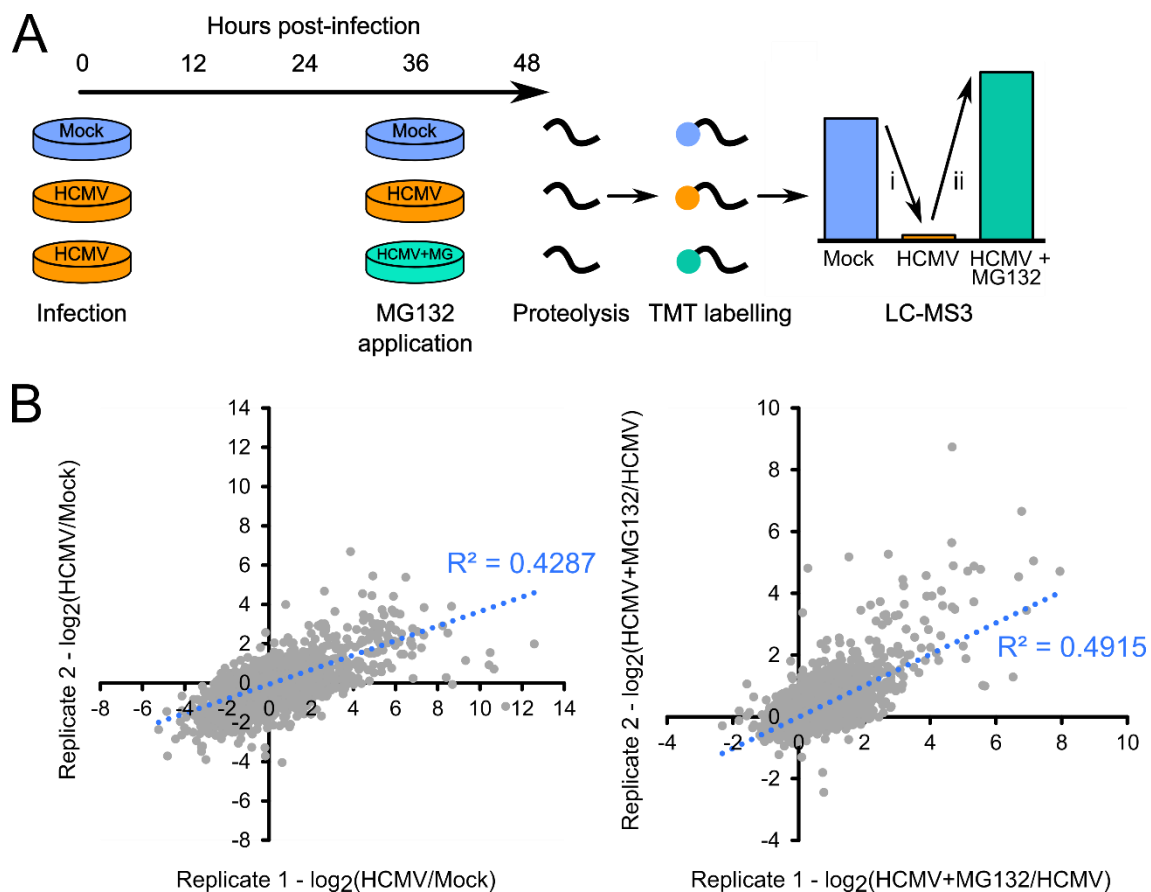 A
Hours post-infection
0 12 24 36 48
Mock Mock
HCMV HCMV
HCMV HCMV+MG
i ii
Mock HCMV HCMV +
MG132
Infection MG132
application Proteolysis TMT labelling LC-MS3
B
Replicate 2 - log2(HCMV/Mock)
14
12
10
8
6
4
2
0
-2
-4
-6
-8
-6 -4 -2 0 2 4 6 8 10 12 14
R² = 0.4287
Replicate 1 - log2(HCMV/Mock)
Replicate 2 - log2(HCMV+MG132/HCMV)
10
8
6
4
2
0
-2
-4
-4 -2 0 2 4 6 8 10
R² = 0.4915
Replicate 1 - log2(HCMV+MG132/HCMV)